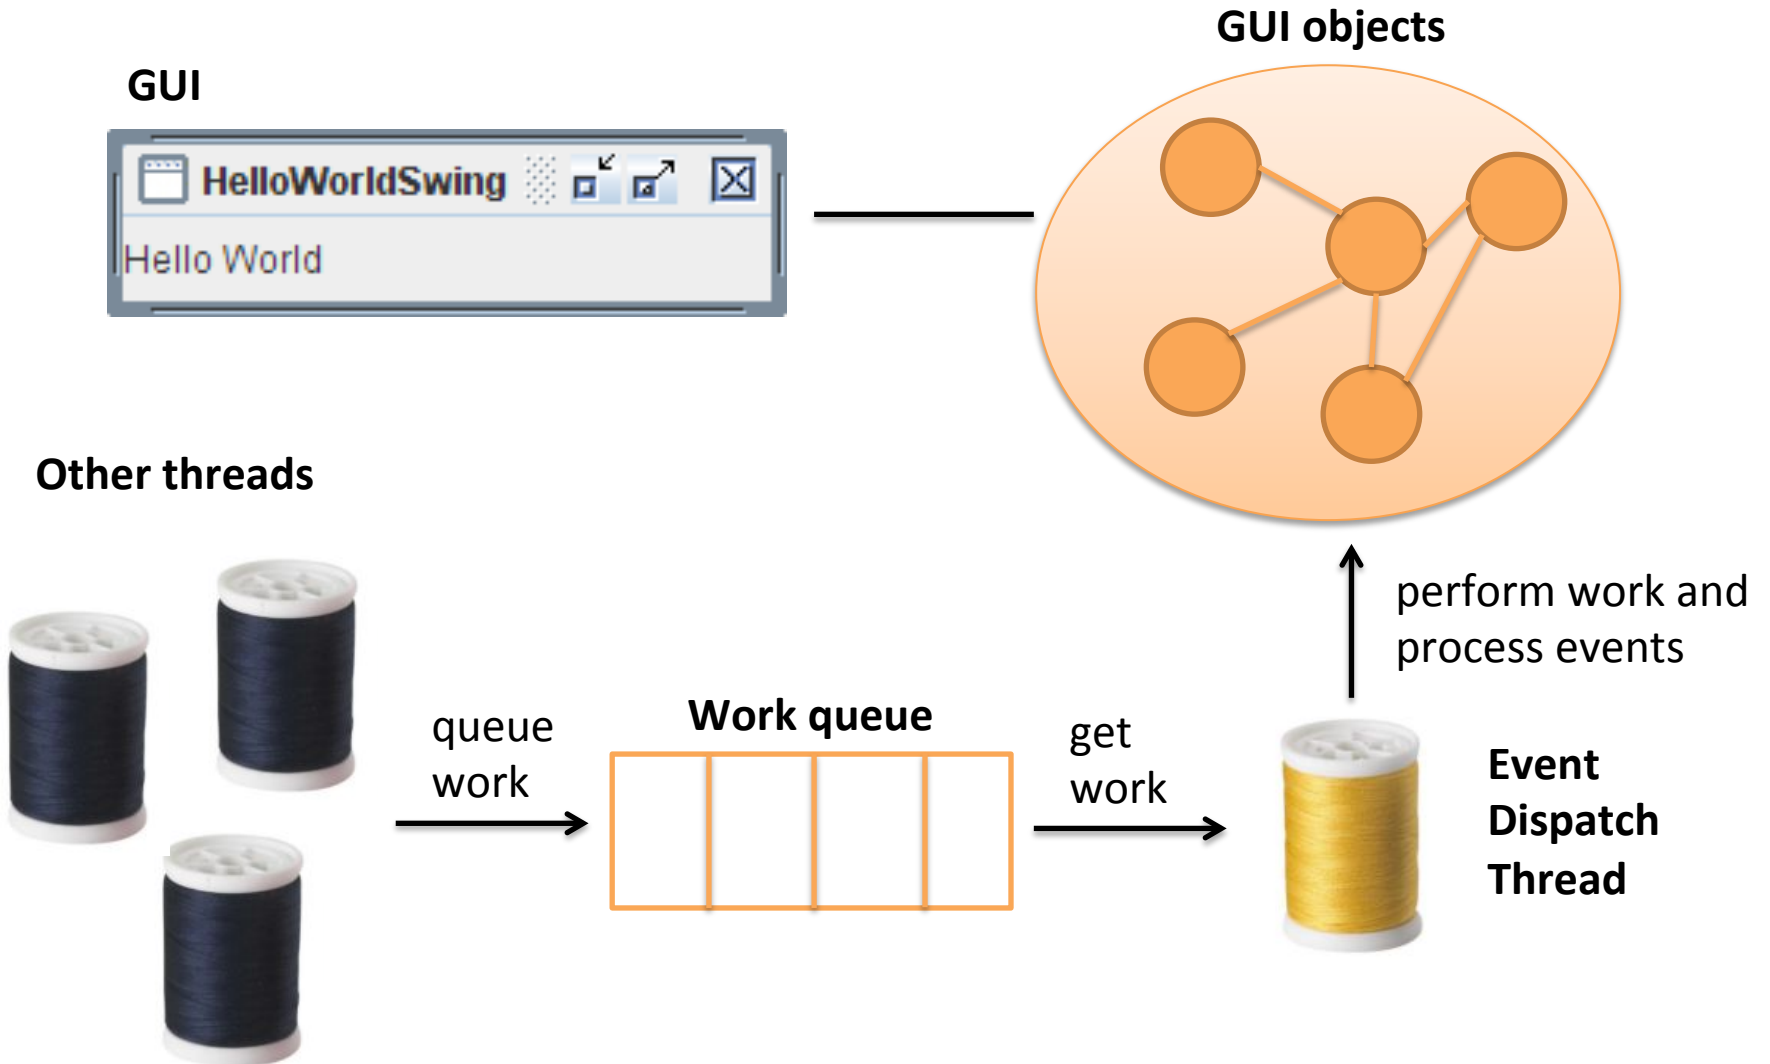 GUI objects
GUI
HelloWorldSwing
Hello World
Other threads
perform work and
process events
queue
work
Work queue
get
work
Event
Dispatch
Thread